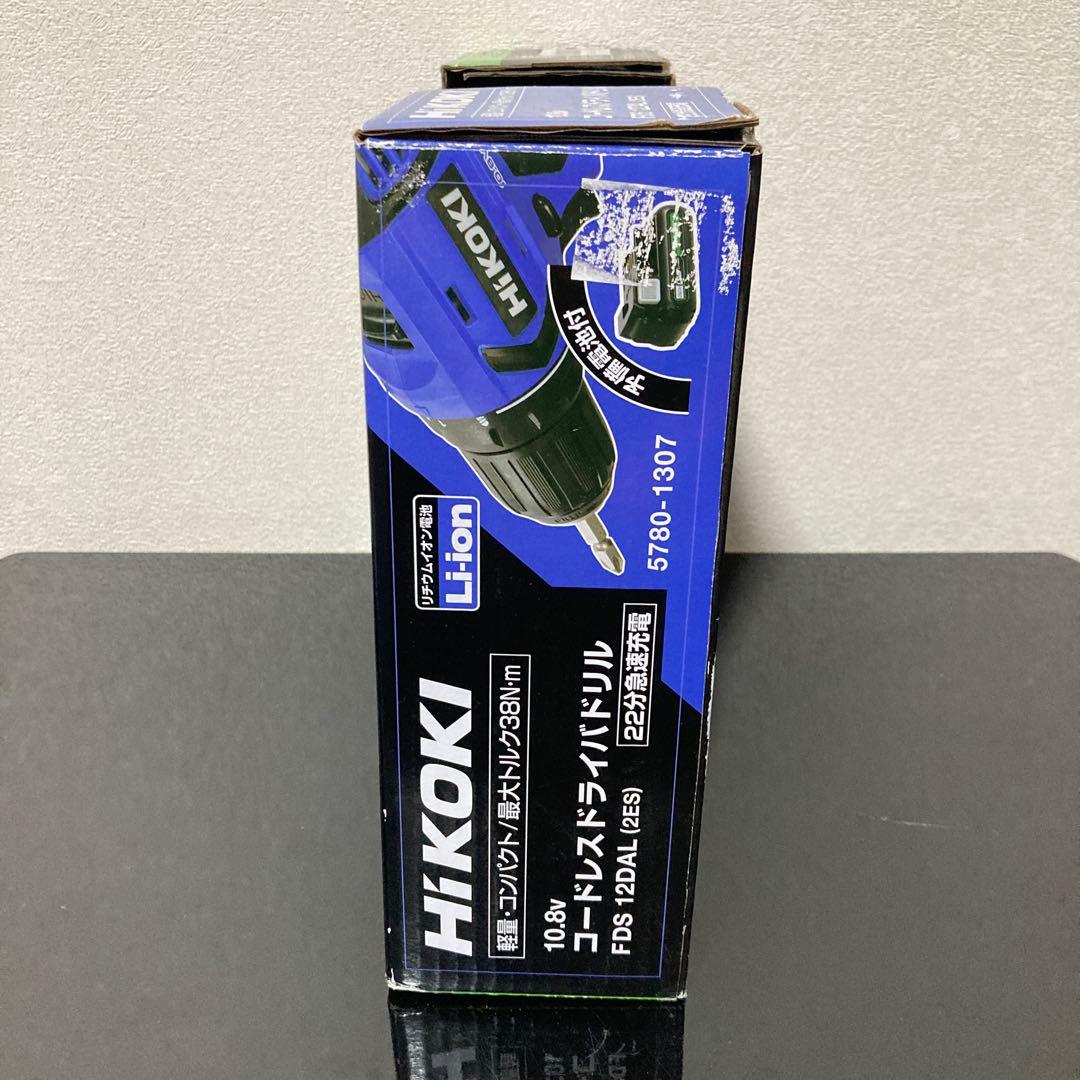 HiKOKI
HiKOKI
予備電池付
5780-1307
リチウムイオン電池
Li-ion
HiKOKI
軽量・コンパクト/最大トルク38N・m
10.8v
コードレスドライバドリル
FDS 12DAL (2ES)
22分急速充電